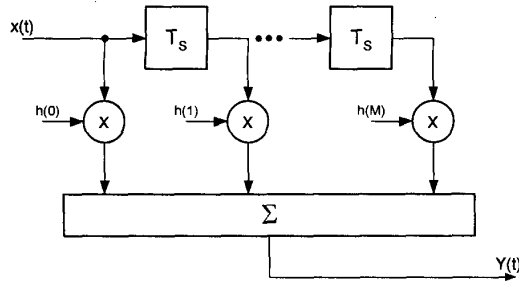 x(t)
T_S
•••
T_S
h(0)
X
h(1)
X
h(M)
X
Σ
Y(t)